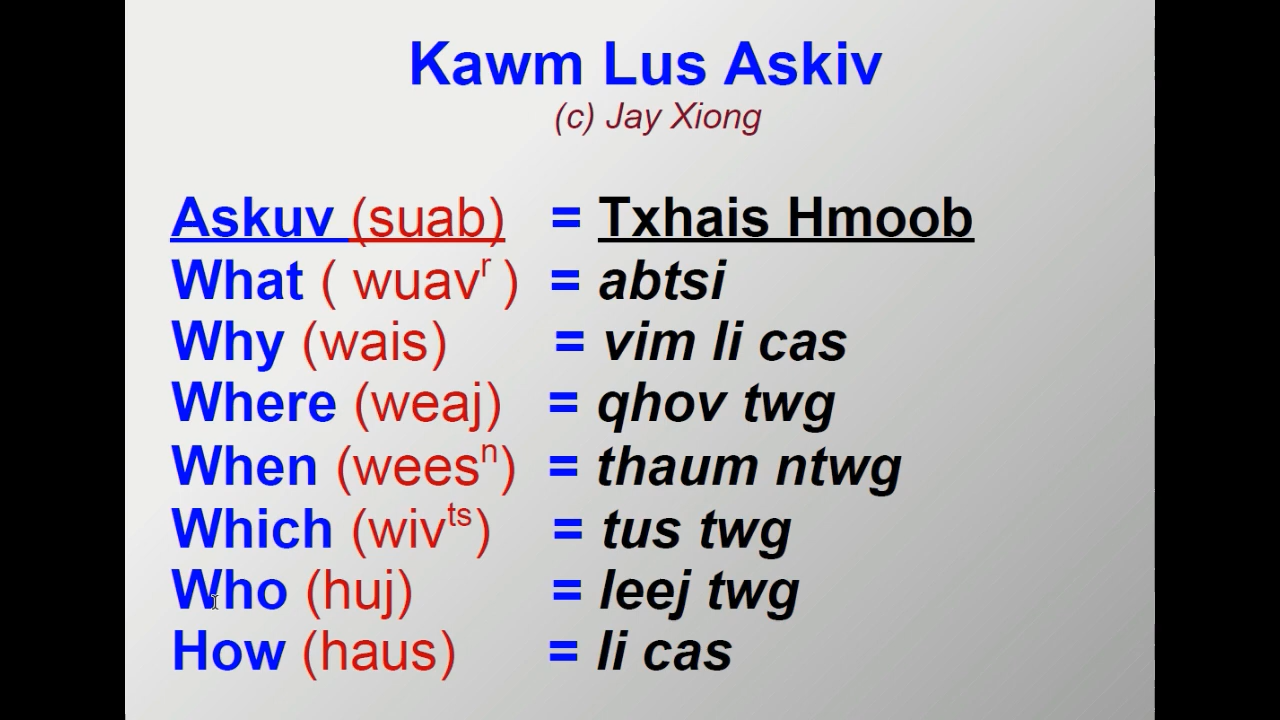 Kawm Lus Askiv
(c) Jay Xiong
Askuv (suab) = Txhais Hmoob
What ( wuavʳ ) = abtsi
Why (wais) = vim li cas
Where (weaj) = qhov twg
When (weesⁿ) = thaum ntwg
Which (wivᵗˢ) = tus twg
Who (huj) = leej twg
How (haus) = li cas